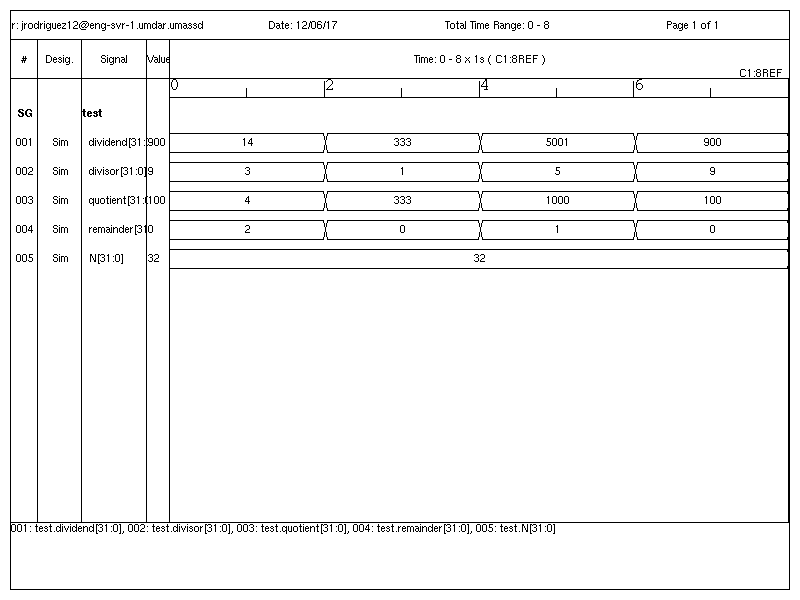 r: jrodriguez12@eng-svr-1.umdar.umassd Date: 12/06/17 Total Time Range: 0 - 8 Page 1 of 1
# Desig. Signal Value Time: 0 - 8 x 1s ( C1:8REF )
C1:8REF
0 2 4 6
SG test
001 Sim dividend[31: 900 14 333 5001 900
002 Sim divisor[31:0] 9 3 1 5 9
003 Sim quotient[31:0 100 4 333 1000 100
004 Sim remainder[31 0 2 0 1 0
005 Sim N[31:0] 32 32
001: test.dividend[31:0], 002: test.divisor[31:0], 003: test.quotient[31:0], 004: test.remainder[31:0], 005: test.N[31:0]